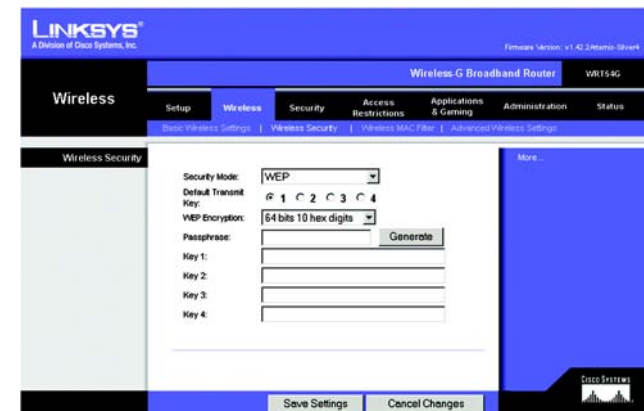 LINKSYS®
A Division of Cisco Systems, Inc.
Firmware Version: v1.42.2
Wireless-G Broadband Router WRT54G
Wireless
Setup Wireless Security Access Restrictions Applications & Gaming Administration Status
Basic Wireless Settings | Wireless Security | Wireless MAC Filter | Advanced Wireless Settings
Wireless Security
More...
Security Mode: WEP
Default Transmit Key: 1 2 3 4
WEP Encryption: 64 bits 10 hex digits
Passphrase: Generate
Key 1:
Key 2:
Key 3:
Key 4:
CISCO SYSTEMS
Save Settings Cancel Changes